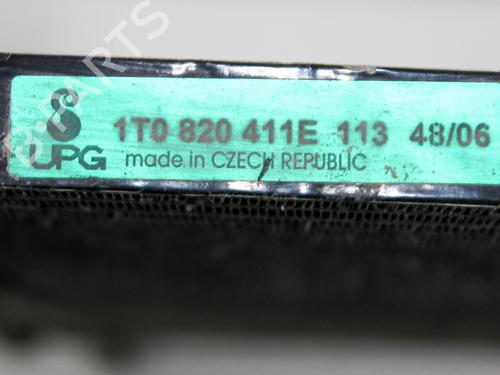 1T0 820 411E 113 48/06
UPG made in CZECH REPUBLIC